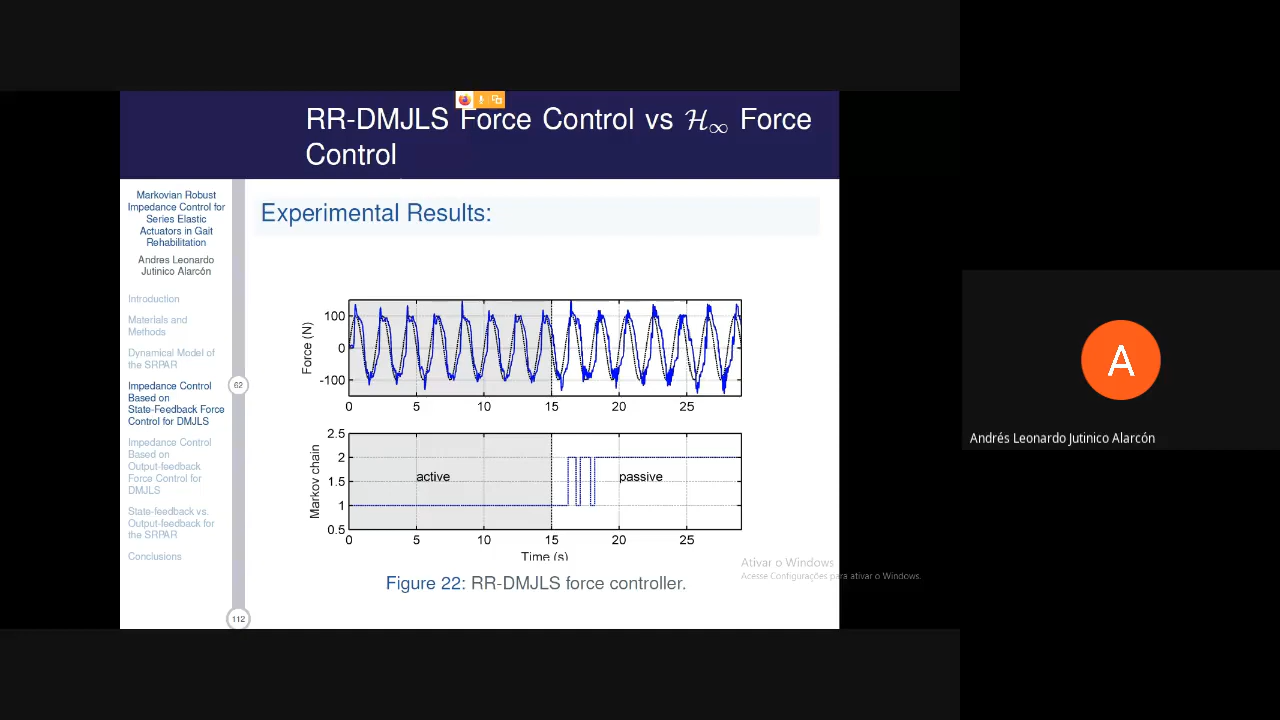 RR-DMJLS Force Control vs ℋ∞ Force
Control
Markovian Robust
Impedance Control for
Series Elastic
Actuators in Gait
Rehabilitation
Andres Leonardo
Jutinico Alarcón
Introduction
Materials and
Methods
Dynamical Model of
the SRPAR
Impedance Control
Based on
State-Feedback Force
Control for DMJLS
Impedance Control
Based on
Output-feedback
Force Control for
DMJLS
State-feedback vs.
Output-feedback for
the SRPAR
Conclusions
62
112
Experimental Results:
Force (N)
100
0
-100
0 5 10 15 20 25
Markov chain
2.5
2
1.5
1
0.5
active passive
0 5 10 15 20 25
Time (s)
Figure 22: RR-DMJLS force controller.
Ativar o Windows
Acesse Configurações para ativar o Windows.
A
Andrés Leonardo Jutinico Alarcón